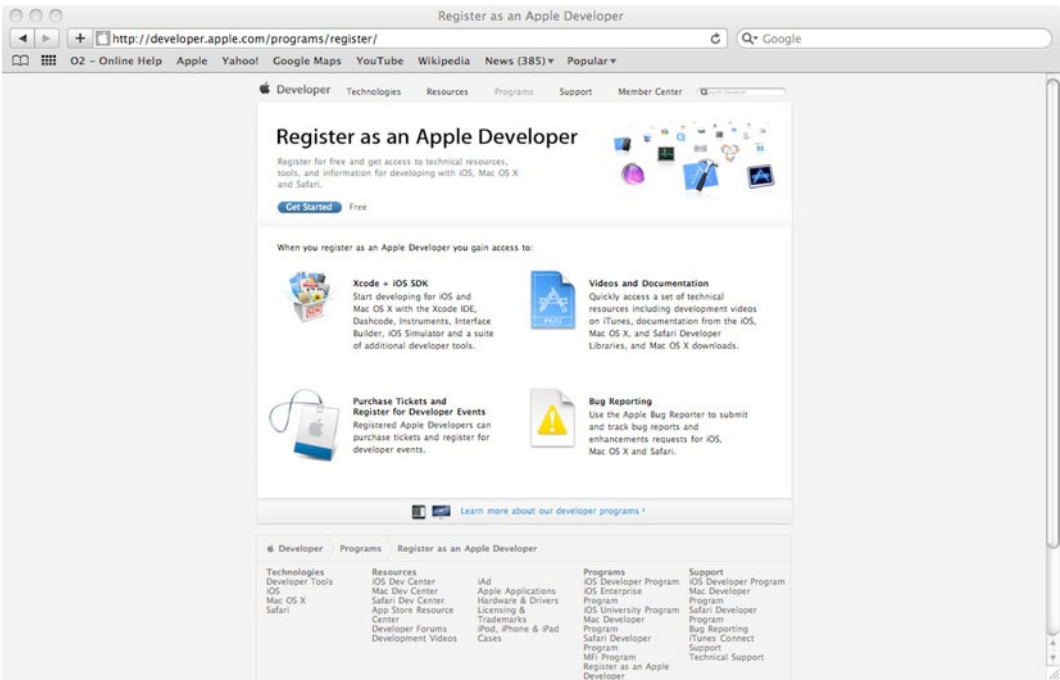 Register as an Apple Developer
http://developer.apple.com/programs/register/
Google
O2 - Online Help Apple Yahoo! Google Maps YouTube Wikipedia News (385) Popular
Developer Technologies Resources Programs Support Member Center
Register as an Apple Developer
Register for free and get access to technical resources,
tools, and information for developing with iOS, Mac OS X
and Safari.
Get Started Free
When you register as an Apple Developer you gain access to:
Xcode + iOS SDK
Start developing for iOS and
Mac OS X with the Xcode IDE,
Dashcode, Instruments, Interface
Builder, iOS Simulator and a suite
of additional developer tools.
Videos and Documentation
Quickly access a set of technical
resources including development videos
on iTunes, documentation from the iOS,
Mac OS X, and Safari Developer
Libraries, and Mac OS X downloads.
Purchase Tickets and
Register for Developer Events
Registered Apple Developers can
purchase tickets and register for
developer events.
Bug Reporting
Use the Apple Bug Reporter to submit
and track bug reports and
enhancements requests for iOS,
Mac OS X and Safari.
Learn more about our developer programs ›
Developer Programs Register as an Apple Developer
Technologies
Developer Tools
iOS
Mac OS X
Safari
Resources
iOS Dev Center
Mac Dev Center
Safari Dev Center
App Store Resource
Center
Developer Forums
Development Videos
iAd
Apple Applications
Hardware & Drivers
Licensing &
Trademarks
iPod, iPhone & iPad
Cases
Programs
iOS Developer Program
iOS Enterprise
Program
iOS University Program
Mac Developer
Program
Safari Developer
Program
MFi Program
Register as an Apple
Developer
Support
iOS Developer Program
Mac Developer
Program
Safari Developer
Program
Bug Reporting
iTunes Connect
Support
Technical Support